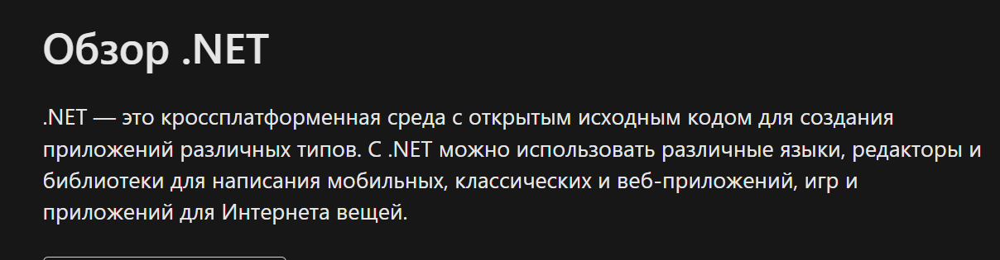 Обзор .NET
.NET — это кроссплатформенная среда с открытым исходным кодом для создания
приложений различных типов. С .NET можно использовать различные языки, редакторы и
библиотеки для написания мобильных, классических и веб-приложений, игр и
приложений для Интернета вещей.